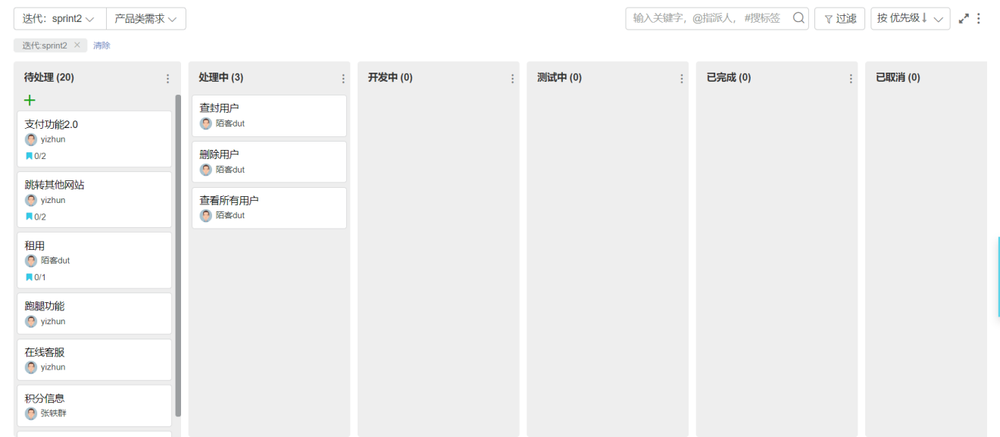 迭代：sprint2
产品类需求
输入关键字，@指派人， #搜标签
过滤
按 优先级↓
迭代:sprint2 ×
清除
待处理 (20)
支付功能2.0
yizhun
0/2
跳转其他网站
yizhun
0/2
租用
陌客dut
0/1
跑腿功能
yizhun
在线客服
yizhun
积分信息
张轶群
处理中 (3)
查封用户
陌客dut
删除用户
陌客dut
查看所有用户
陌客dut
开发中 (0)
测试中 (0)
已完成 (0)
已取消 (0)